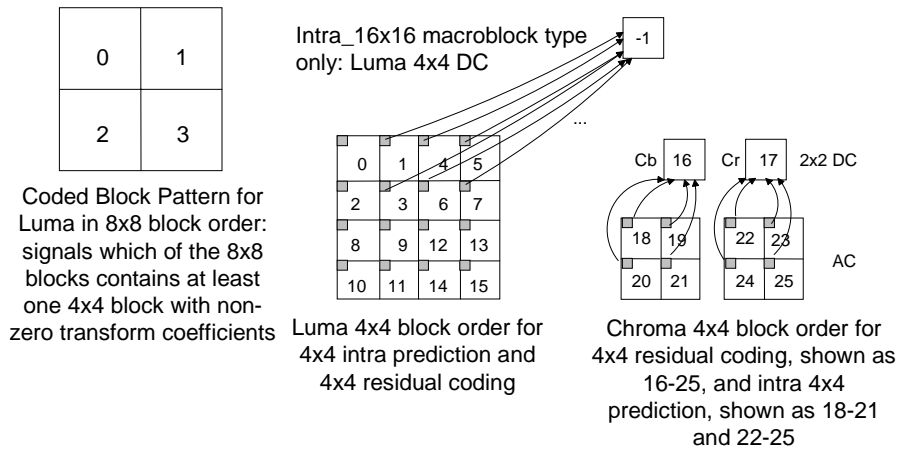 0 1
2 3
Coded Block Pattern for
Luma in 8x8 block order:
signals which of the 8x8
blocks contains at least
one 4x4 block with non-
zero transform coefficients
Intra_16x16 macroblock type
only: Luma 4x4 DC
-1
...
0 1 4 5
2 3 6 7
8 9 12 13
10 11 14 15
Luma 4x4 block order for
4x4 intra prediction and
4x4 residual coding
Cb 16 Cr 17 2x2 DC
18 19 22 23
20 21 24 25
AC
Chroma 4x4 block order for
4x4 residual coding, shown as
16-25, and intra 4x4
prediction, shown as 18-21
and 22-25